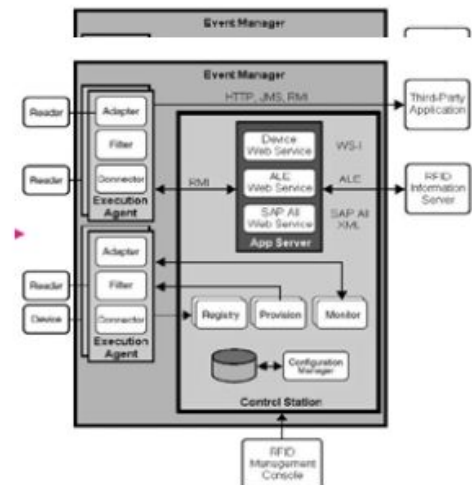 Event Manager
Event Manager
HTTP, JMS, RMI
Third-Party
Application
Reader
Adapter
Filter
Reader
Connector
Execution
Agent
RMI
Device
Web Service
WS-I
ALE
Web Service
ALE
SAP AII
Web Service
SAP AII
XML
App Server
RFID
Information
Server
Adapter
Reader
Filter
Device
Connector
Execution
Agent
Registry
Provision
Monitor
Configuration
Manager
Control Station
RFID
Management
Console